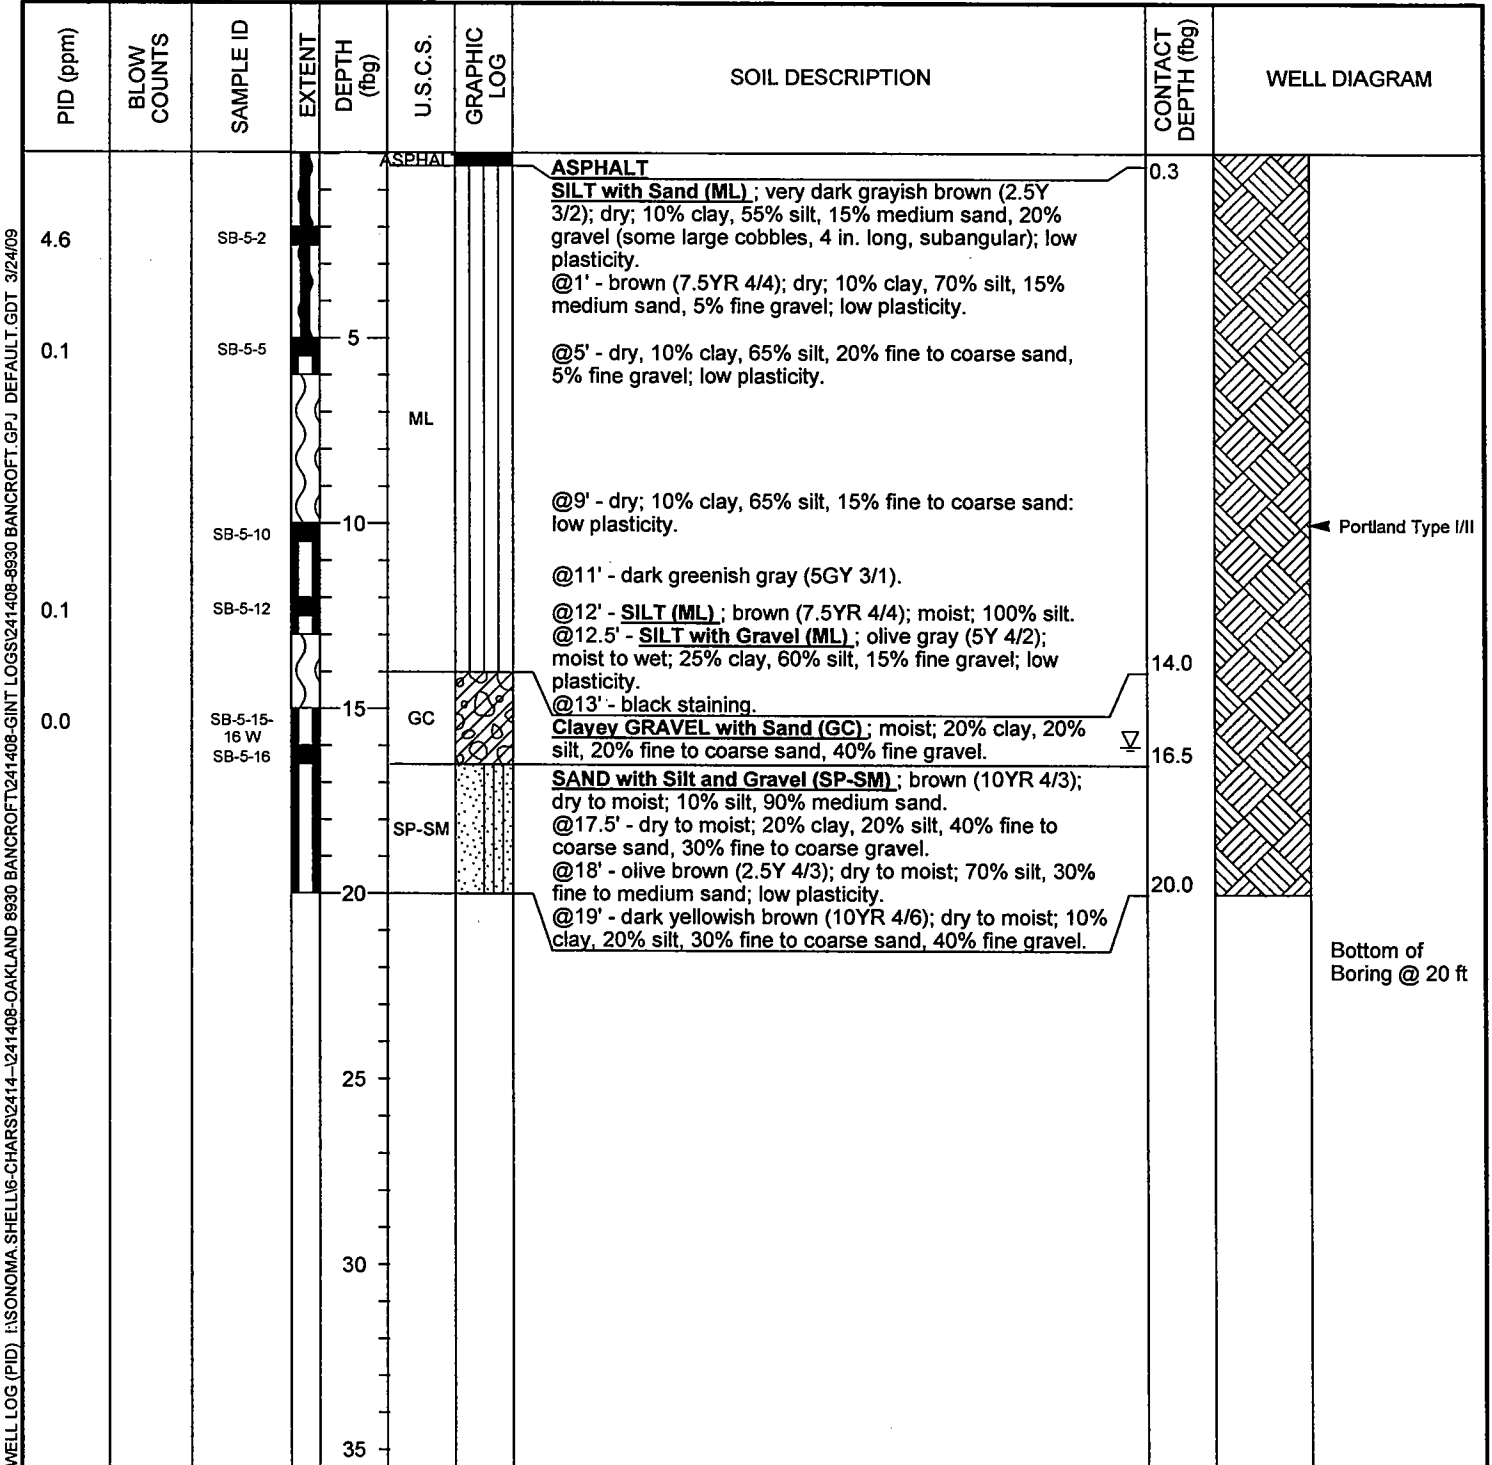 PID (ppm)
BLOW
COUNTS
SAMPLE ID
EXTENT
DEPTH
(fbg)
U.S.C.S.
GRAPHIC
LOG
SOIL DESCRIPTION
CONTACT
DEPTH (fbg)
WELL DIAGRAM
ASPHAL
ASPHALT
0.3
SILT with Sand (ML) ; very dark grayish brown (2.5Y
3/2); dry; 10% clay, 55% silt, 15% medium sand, 20%
gravel (some large cobbles, 4 in. long, subangular); low
plasticity.
4.6
SB-5-2
@1' - brown (7.5YR 4/4); dry; 10% clay, 70% silt, 15%
medium sand, 5% fine gravel; low plasticity.
5
0.1
SB-5-5
@5' - dry, 10% clay, 65% silt, 20% fine to coarse sand,
5% fine gravel; low plasticity.
ML
@9' - dry; 10% clay, 65% silt, 15% fine to coarse sand:
low plasticity.
10
SB-5-10
Portland Type I/II
@11' - dark greenish gray (5GY 3/1).
0.1
SB-5-12
@12' - SILT (ML) ; brown (7.5YR 4/4); moist; 100% silt.
@12.5' - SILT with Gravel (ML) ; olive gray (5Y 4/2);
moist to wet; 25% clay, 60% silt, 15% fine gravel; low
plasticity.
14.0
@13' - black staining.
15
0.0
SB-5-15-
16 W
SB-5-16
GC
Clayey GRAVEL with Sand (GC) ; moist; 20% clay, 20%
silt, 20% fine to coarse sand, 40% fine gravel.
16.5
SAND with Silt and Gravel (SP-SM) ; brown (10YR 4/3);
dry to moist; 10% silt, 90% medium sand.
SP-SM
@17.5' - dry to moist; 20% clay, 20% silt, 40% fine to
coarse sand, 30% fine to coarse gravel.
@18' - olive brown (2.5Y 4/3); dry to moist; 70% silt, 30%
fine to medium sand; low plasticity.
20
20.0
@19' - dark yellowish brown (10YR 4/6); dry to moist; 10%
clay, 20% silt, 30% fine to coarse sand, 40% fine gravel.
Bottom of
Boring @ 20 ft
25
30
35
WELL LOG (PID) I:\SONOMA.SHELL\6-CHARS\2414--\241408-OAKLAND 8930 BANCROFT\241408-GINT LOGS\241408-8930 BANCROFT.GPJ DEFAULT.GDT 3/24/09